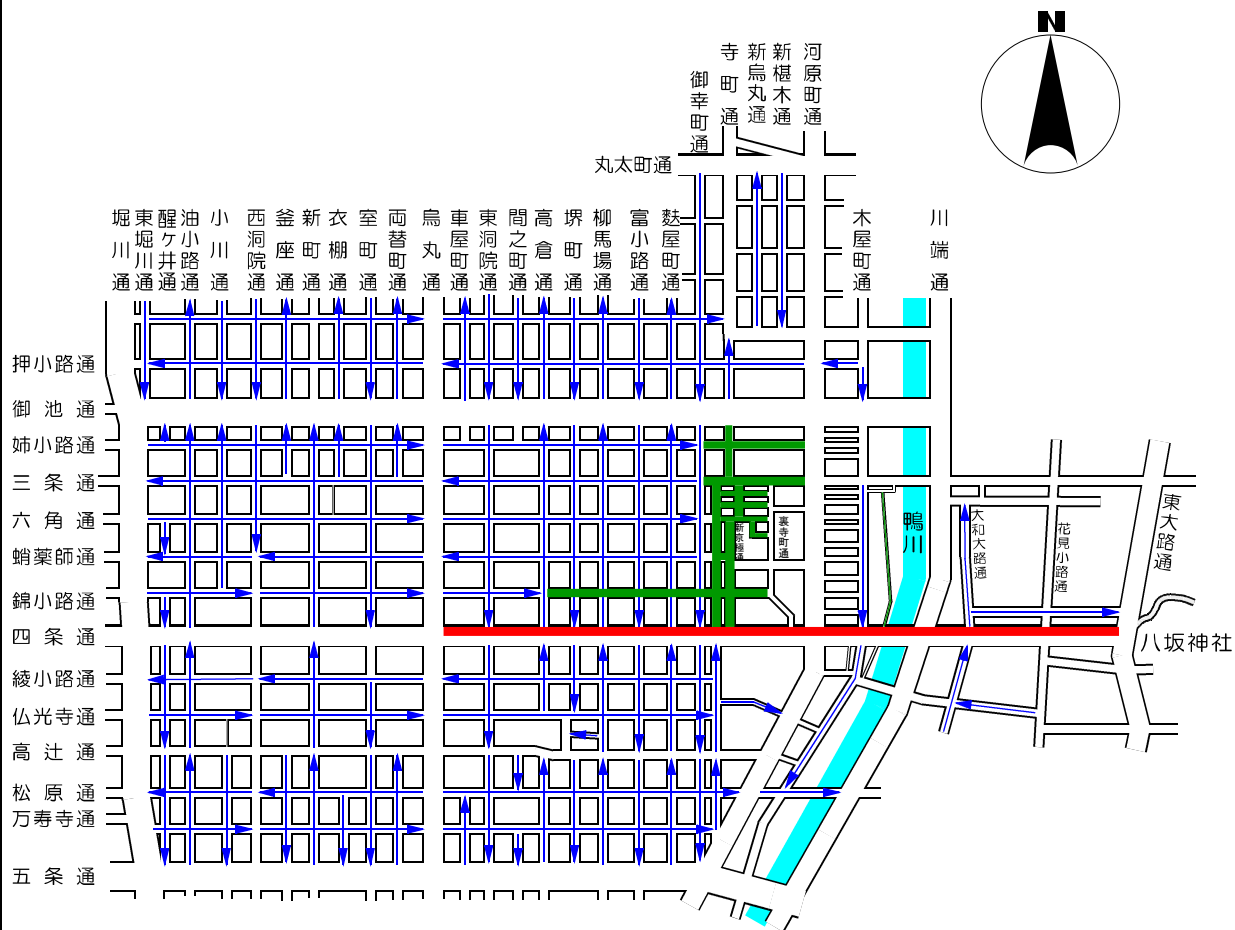 N
御幸町通
寺町通
新烏丸通
新椹木通
河原町通
丸太町通
堀川通
東堀川通
醒ヶ井通
油小路通
小川通
西洞院通
釜座通
新町通
衣棚通
室町通
両替町通
烏丸通
車屋町通
東洞院通
間之町通
高倉通
堺町通
柳馬場通
富小路通
麩屋町通
木屋町通
川端通
押小路通
御池通
姉小路通
三条通
六角通
蛸薬師通
錦小路通
四条通
綾小路通
仏光寺通
高辻通
松原通
万寿寺通
五条通
新京極通
裏寺町通
鴨川
大和大路通
花見小路通
東大路通
八坂神社